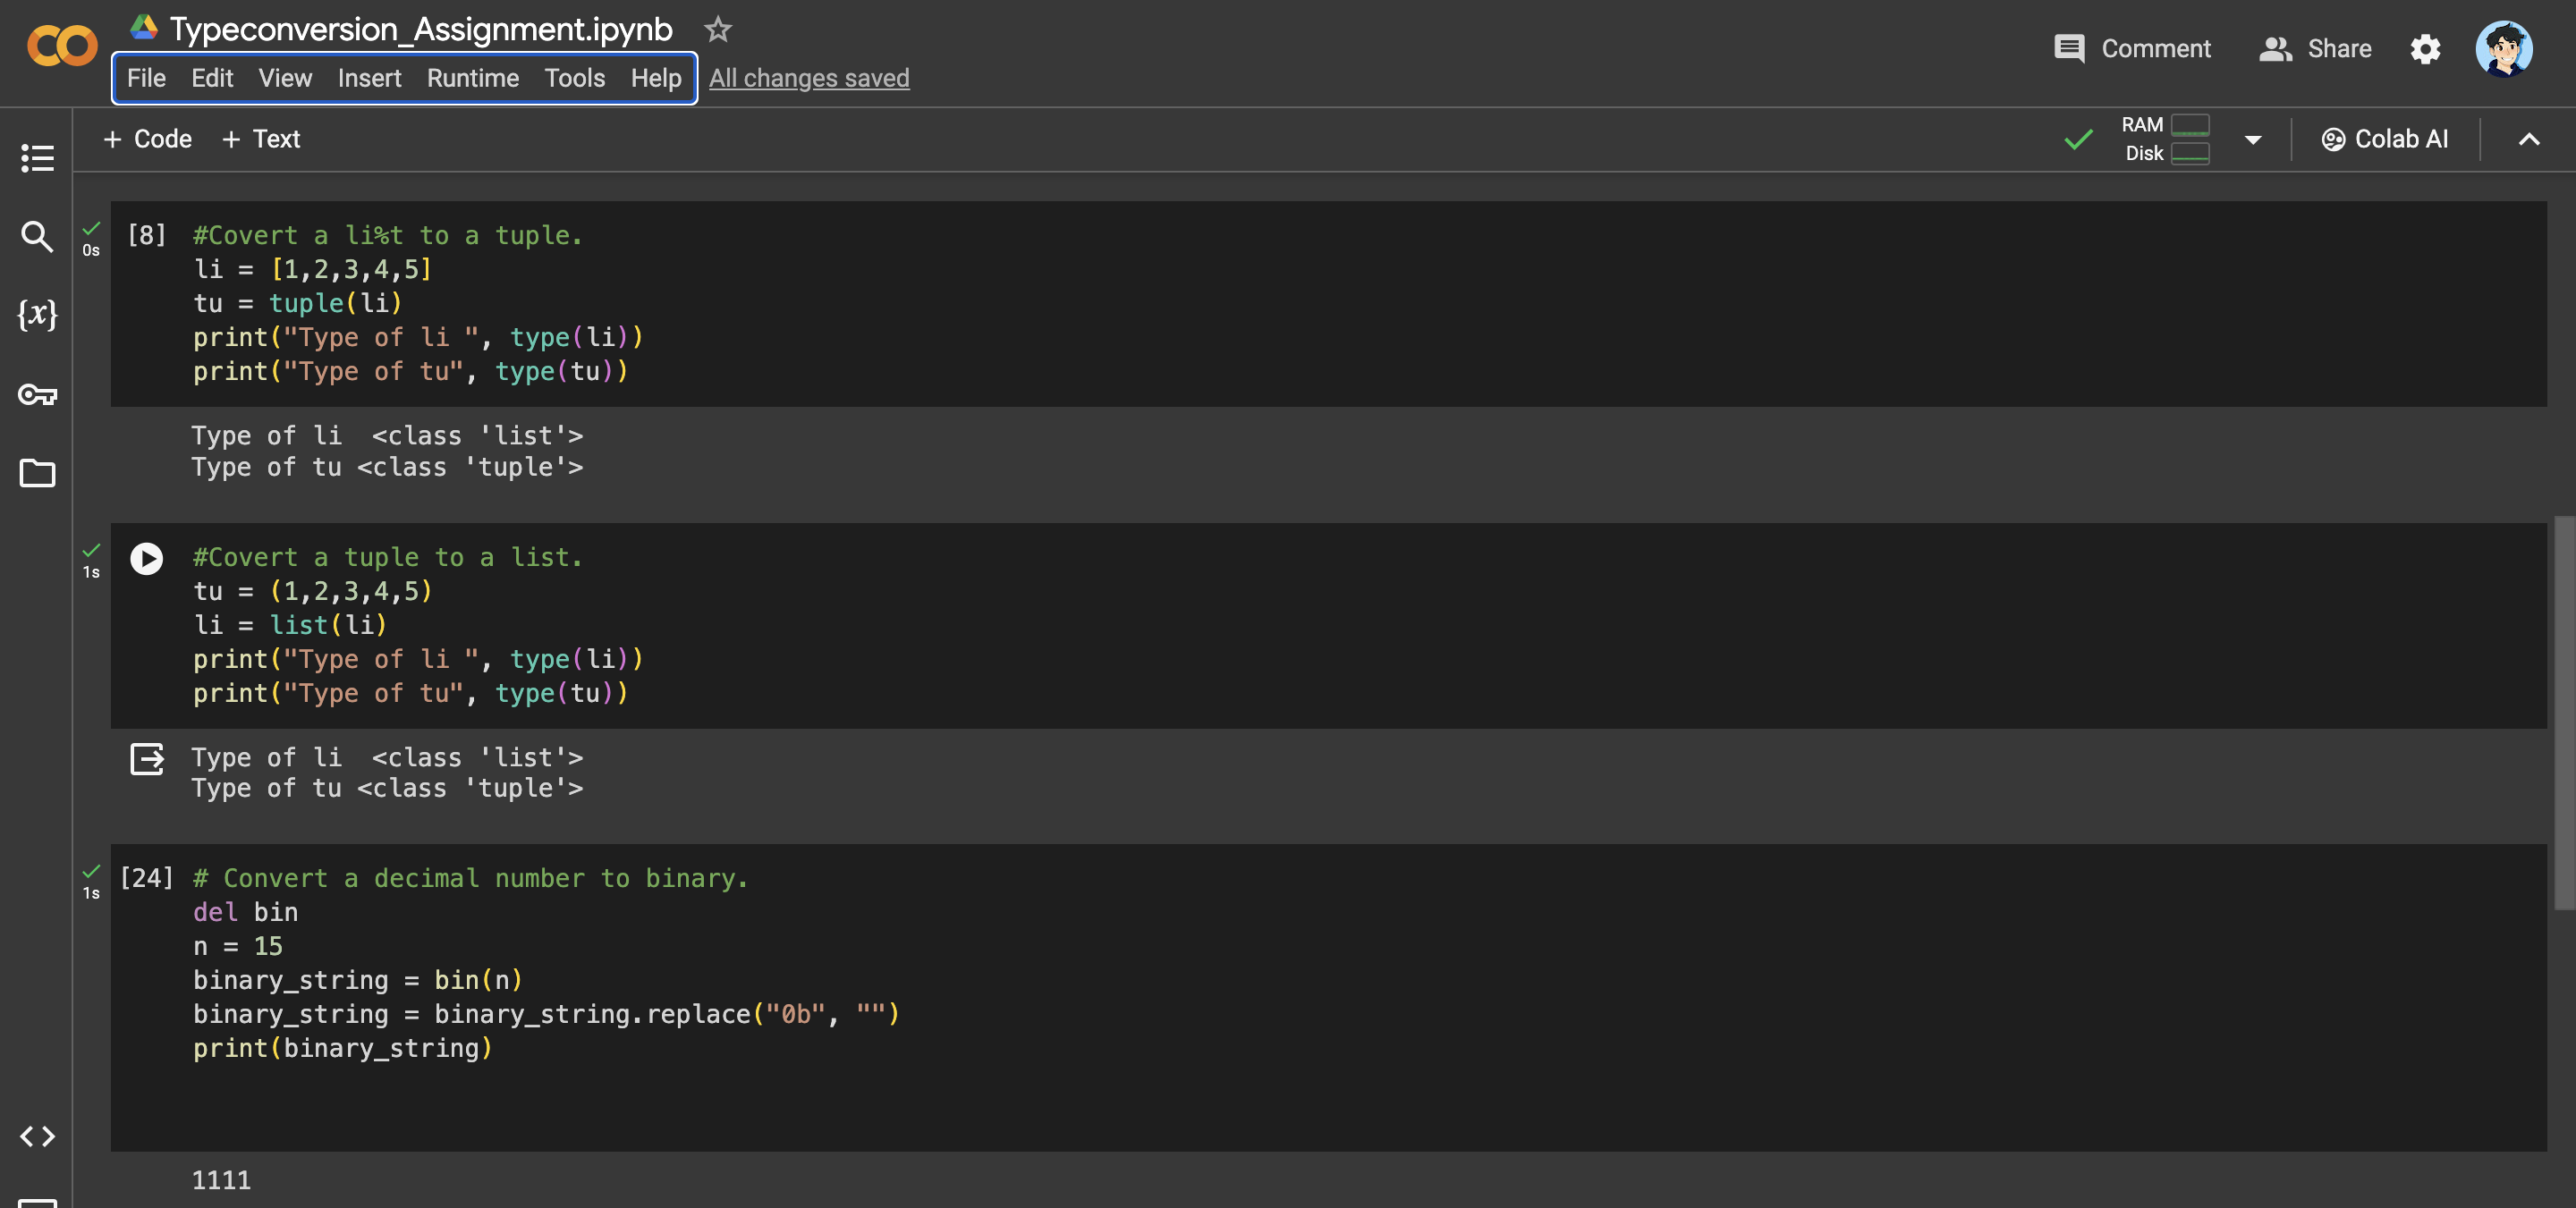 Typeconversion_Assignment.ipynb
File Edit View Insert Runtime Tools Help All changes saved
Comment Share
+ Code + Text
RAM
Disk
Colab AI
{x}
0s
[8] #Covert a li%t to a tuple.
li = [1,2,3,4,5]
tu = tuple(li)
print("Type of li ", type(li))
print("Type of tu", type(tu))
Type of li  <class 'list'>
Type of tu <class 'tuple'>
1s
#Covert a tuple to a list.
tu = (1,2,3,4,5)
li = list(li)
print("Type of li ", type(li))
print("Type of tu", type(tu))
Type of li  <class 'list'>
Type of tu <class 'tuple'>
1s
[24] # Convert a decimal number to binary.
del bin
n = 15
binary_string = bin(n)
binary_string = binary_string.replace("0b", "")
print(binary_string)
1111